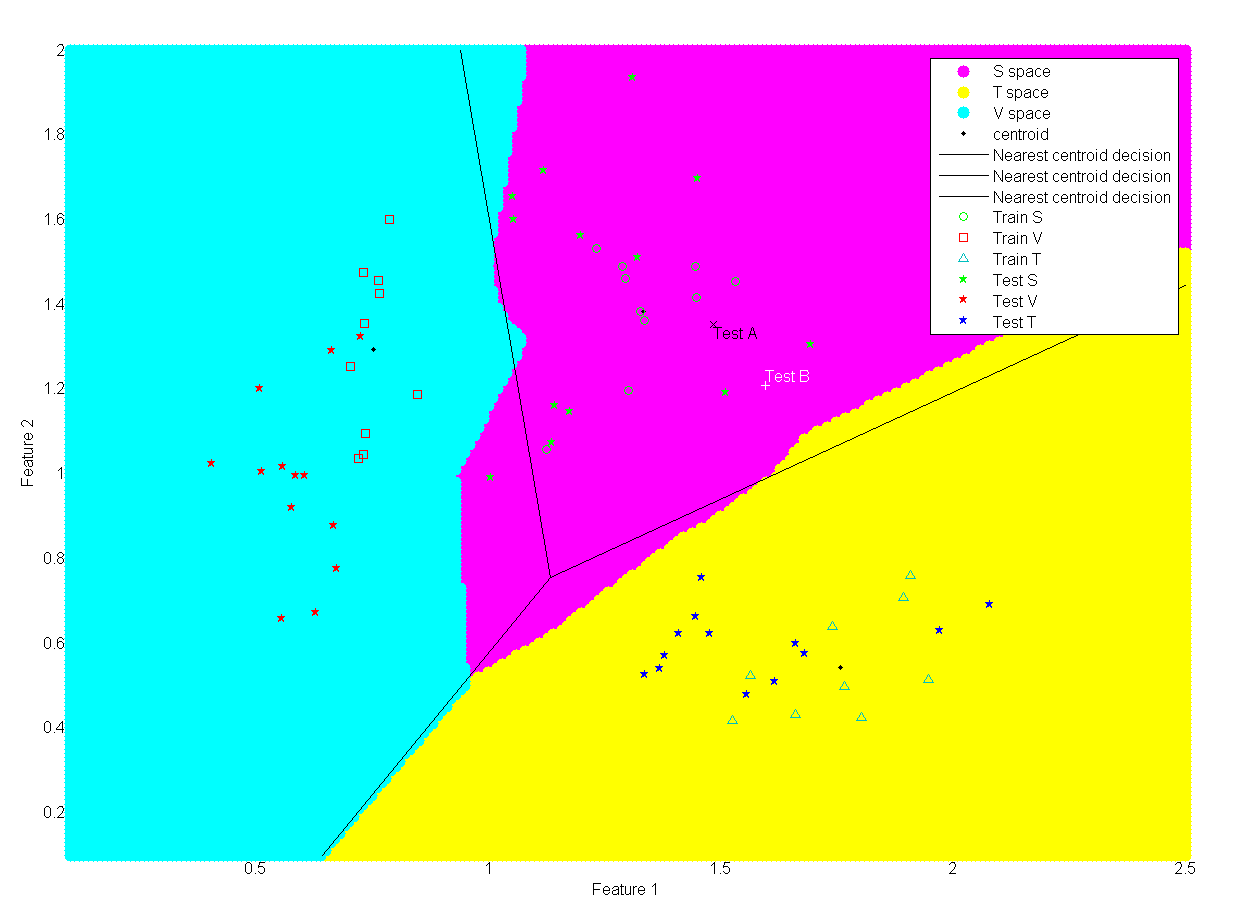 2
1.8
1.6
1.4
1.2
1
0.8
0.6
0.4
0.2
Feature 2
S space
T space
V space
centroid
Nearest centroid decision
Nearest centroid decision
Nearest centroid decision
Train S
Train V
Train T
Test S
Test V
Test T
Test A
Test B
0.5
1
1.5
2
2.5
Feature 1